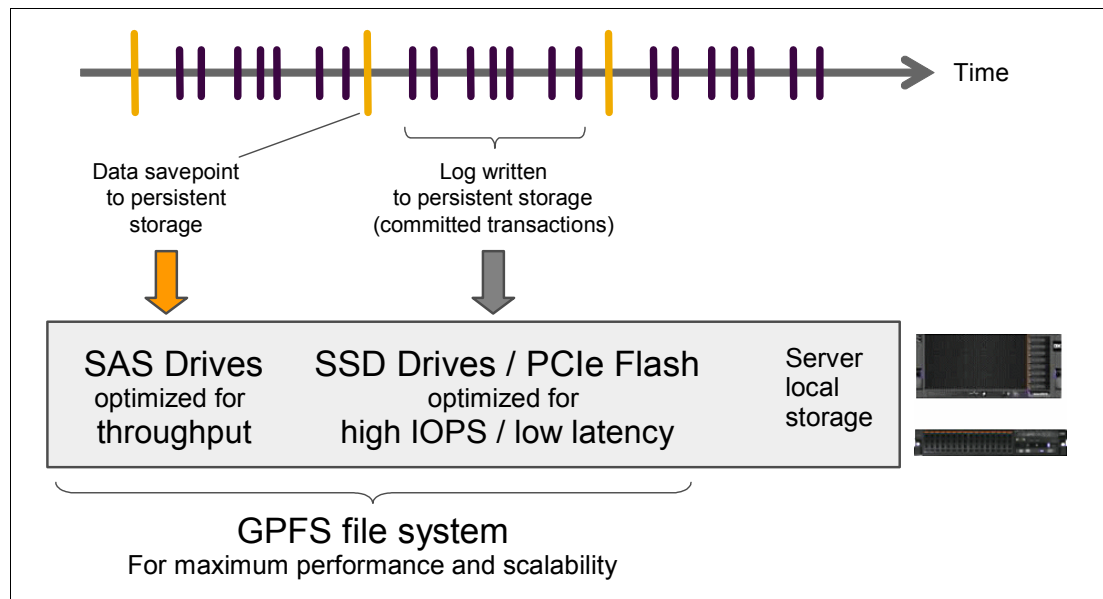 Time
Data savepoint
to persistent
storage
Log written
to persistent storage
(committed transactions)
SAS Drives
optimized for
throughput
SSD Drives / PCIe Flash
optimized for
high IOPS / low latency
Server
local
storage
GPFS file system
For maximum performance and scalability